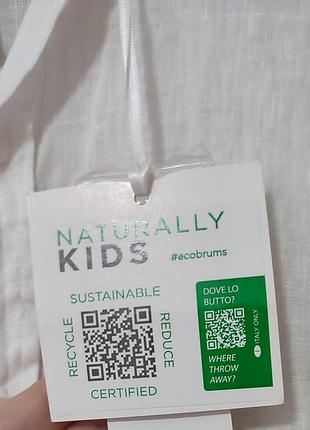 NATURALLY
KIDS
#ecobrums
SUSTAINABLE
RECYCLE
REDUCE
CERTIFIED
DOVE LO
BUTTO?
ITALY ONLY
WHERE
THROW
AWAY?